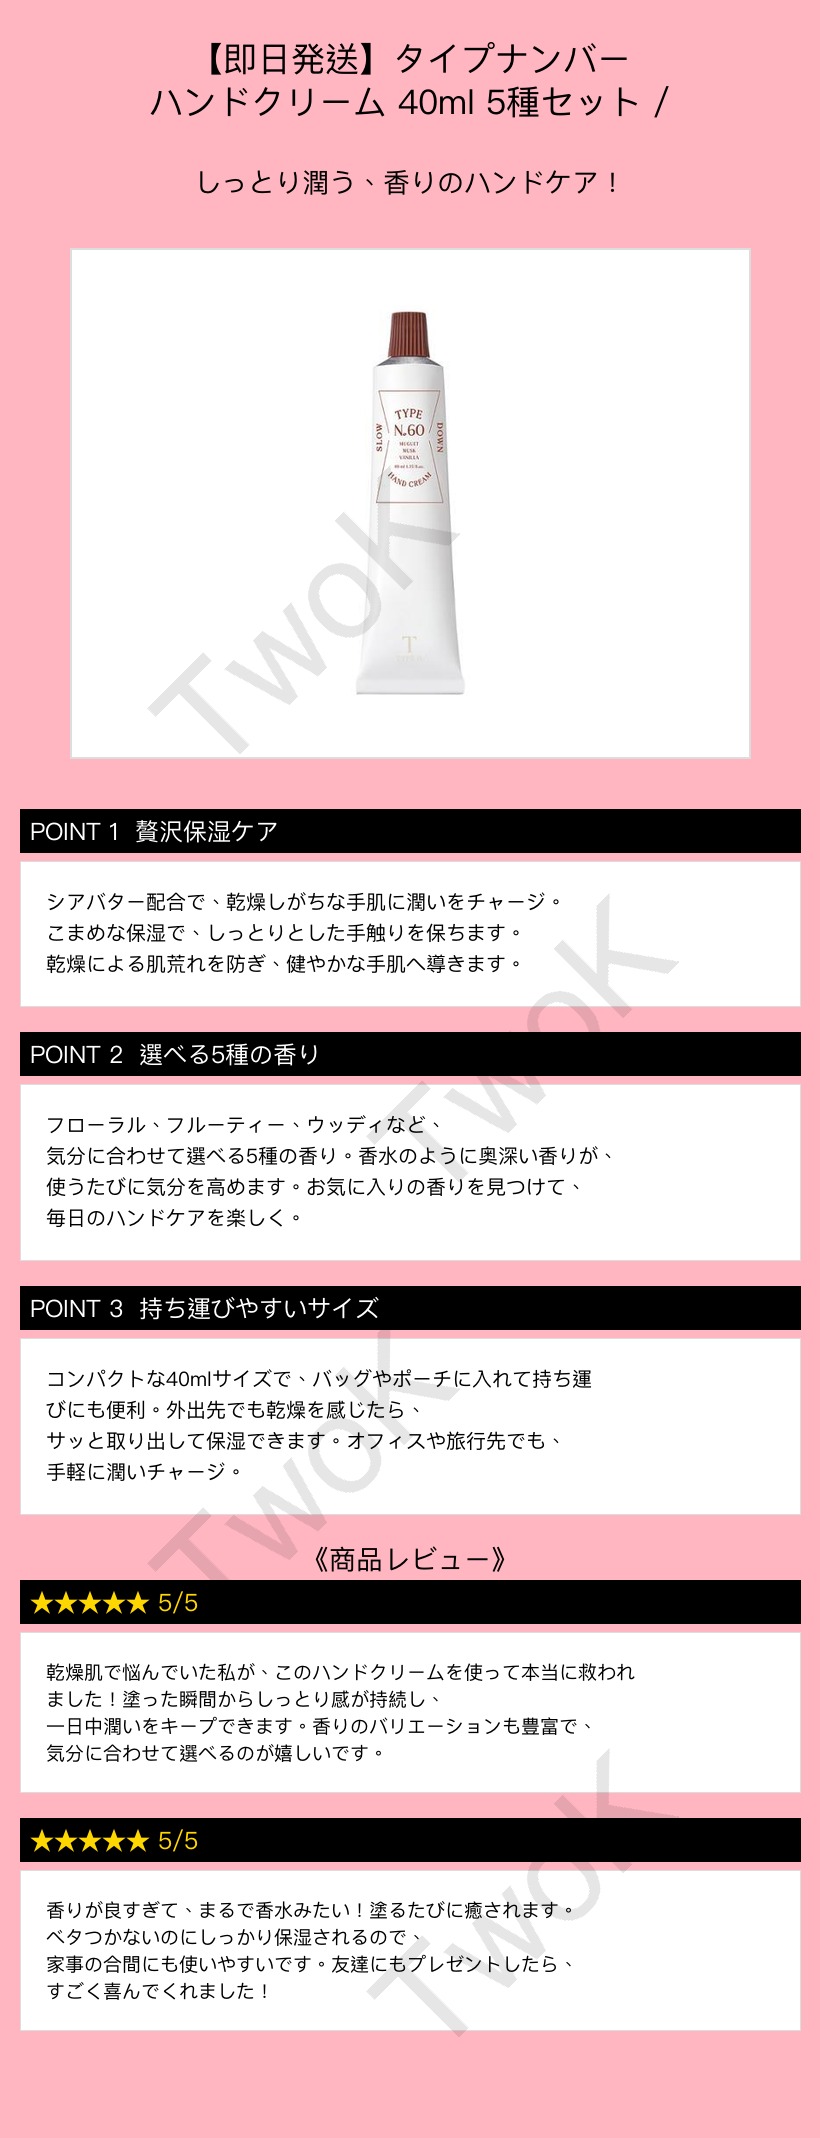 【即日発送】タイプナンバー
ハンドクリーム 40ml 5種セット /
しっとり潤う、香りのハンドケア！
TYPE
No.60
SLOW
DOWN
MUGUET
MUSK
VANILLA
HAND CREAM
T
TwoK
POINT 1 贅沢保湿ケア
シアバター配合で、乾燥しがちな手肌に潤いをチャージ。
こまめな保湿で、しっとりとした手触りを保ちます。
乾燥による肌荒れを防ぎ、健やかな手肌へ導きます。
TwoK
POINT 2 選べる5種の香り
フローラル、フルーティー、ウッディなど、
気分に合わせて選べる5種の香り。香水のように奥深い香りが、
使うたびに気分を高めます。お気に入りの香りを見つけて、
毎日のハンドケアを楽しく。
POINT 3 持ち運びやすいサイズ
コンパクトな40mlサイズで、バッグやポーチに入れて持ち運
びにも便利。外出先でも乾燥を感じたら、
サッと取り出して保湿できます。オフィスや旅行先でも、
手軽に潤いチャージ。
TwoK
《商品レビュー》
★★★★★ 5/5
乾燥肌で悩んでいた私が、このハンドクリームを使って本当に救われ
ました！塗った瞬間からしっとり感が持続し、
一日中潤いをキープできます。香りのバリエーションも豊富で、
気分に合わせて選べるのが嬉しいです。
★★★★★ 5/5
香りが良すぎて、まるで香水みたい！塗るたびに癒されます。
ベタつかないのにしっかり保湿されるので、
家事の合間にも使いやすいです。友達にもプレゼントしたら、
すごく喜んでくれました！
TwoK